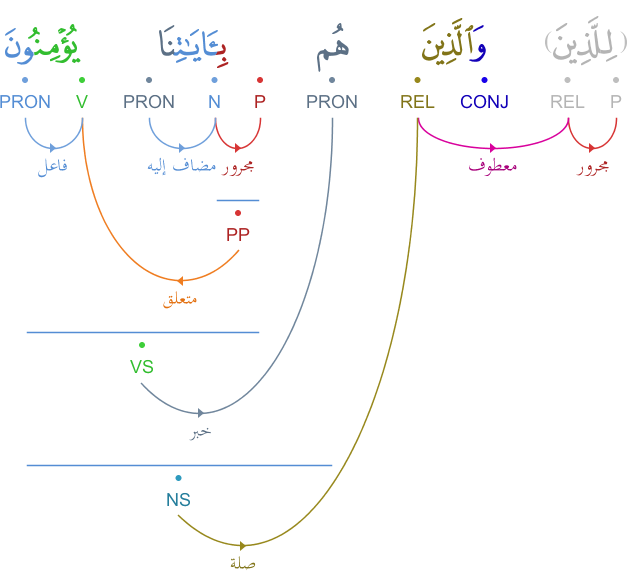 (لِلَّذِينَ) وَٱلَّذِينَ هُم بِـَٔايَـٰتِنَا يُؤْمِنُونَ
PRON V PRON N P PRON REL CONJ REL P
فاعل مضاف إليه مجرور معطوف مجرور
PP
متعلق
VS
خبر
NS
صلة